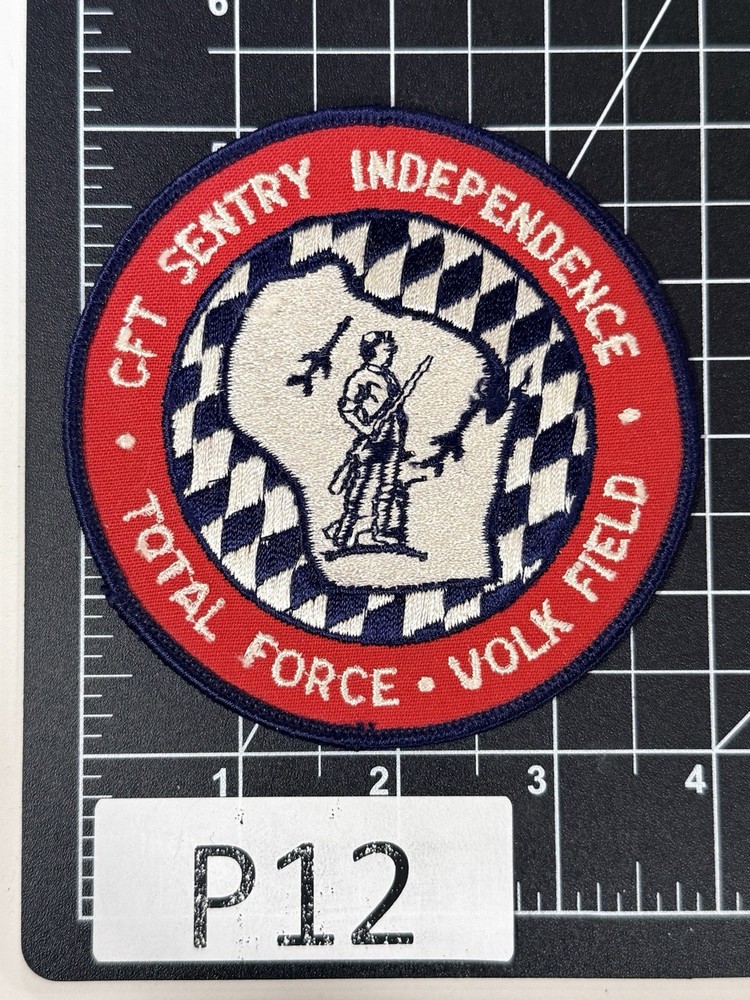 6
CFT SENTRY INDEPENDENCE
TOTAL FORCE • VOLK FIELD
1 2 3 4
P12